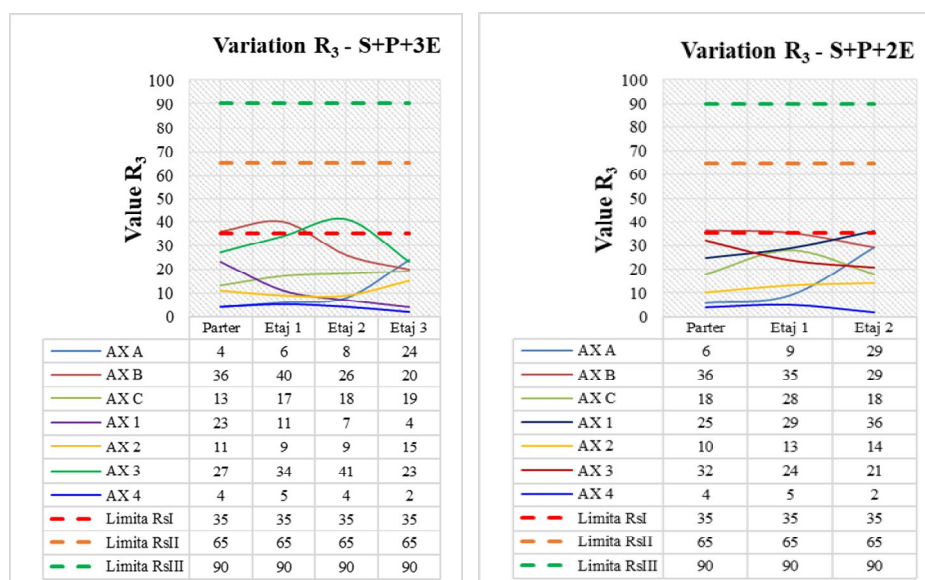 Variation R3 - S+P+3E
Value R3
100
90
80
70
60
50
40
30
20
10
0
Parter Etaj 1 Etaj 2 Etaj 3
AX A 4 6 8 24
AX B 36 40 26 20
AX C 13 17 18 19
AX 1 23 11 7 4
AX 2 11 9 9 15
AX 3 27 34 41 23
AX 4 4 5 4 2
Limita RsI 35 35 35 35
Limita RsII 65 65 65 65
Limita RsIII 90 90 90 90
Variation R3 - S+P+2E
Value R3
100
90
80
70
60
50
40
30
20
10
0
Parter Etaj 1 Etaj 2
AX A 6 9 29
AX B 36 35 29
AX C 18 28 18
AX 1 25 29 36
AX 2 10 13 14
AX 3 32 24 21
AX 4 4 5 2
Limita RsI 35 35 35
Limita RsII 65 65 65
Limita RsIII 90 90 90